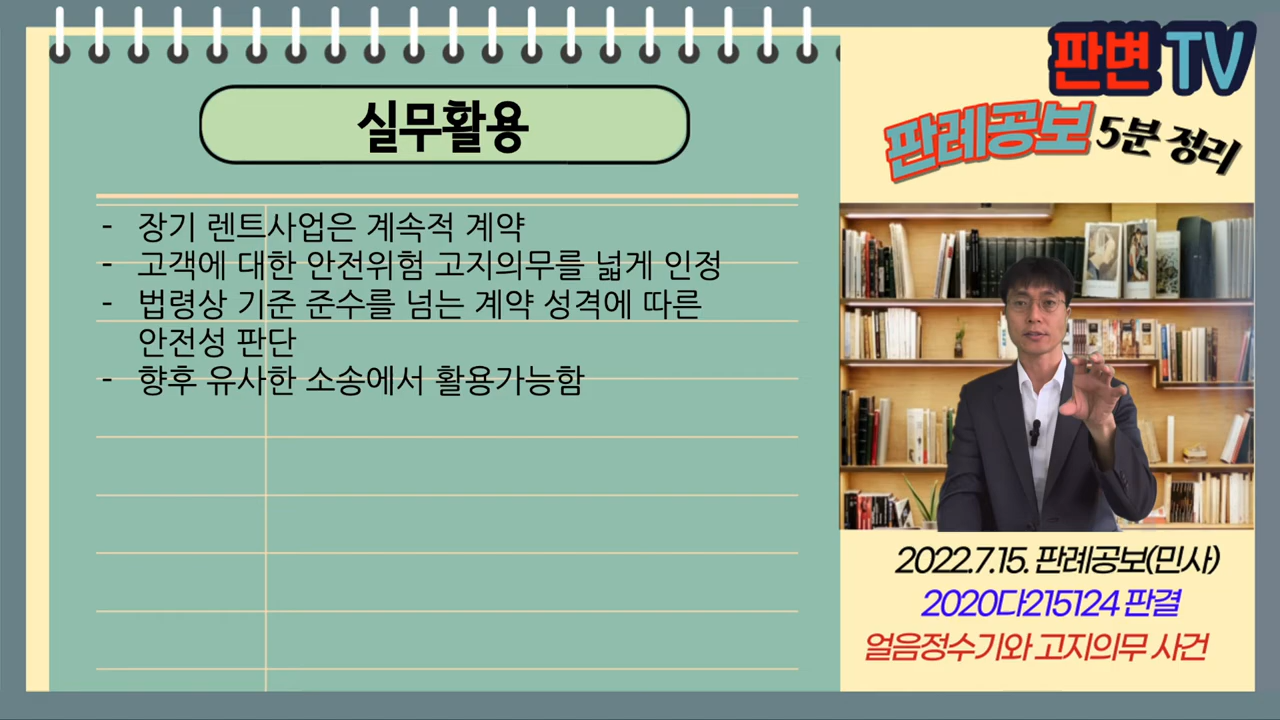 판변 TV
판례공보 5분 정리
실무활용
- 장기 렌트사업은 계속적 계약
- 고객에 대한 안전위험 고지의무를 넓게 인정
- 법령상 기준 준수를 넘는 계약 성격에 따른
안전성 판단
- 향후 유사한 소송에서 활용가능함
2022.7.15. 판례공보(민사)
2020다215124 판결
얼음정수기와 고지의무 사건